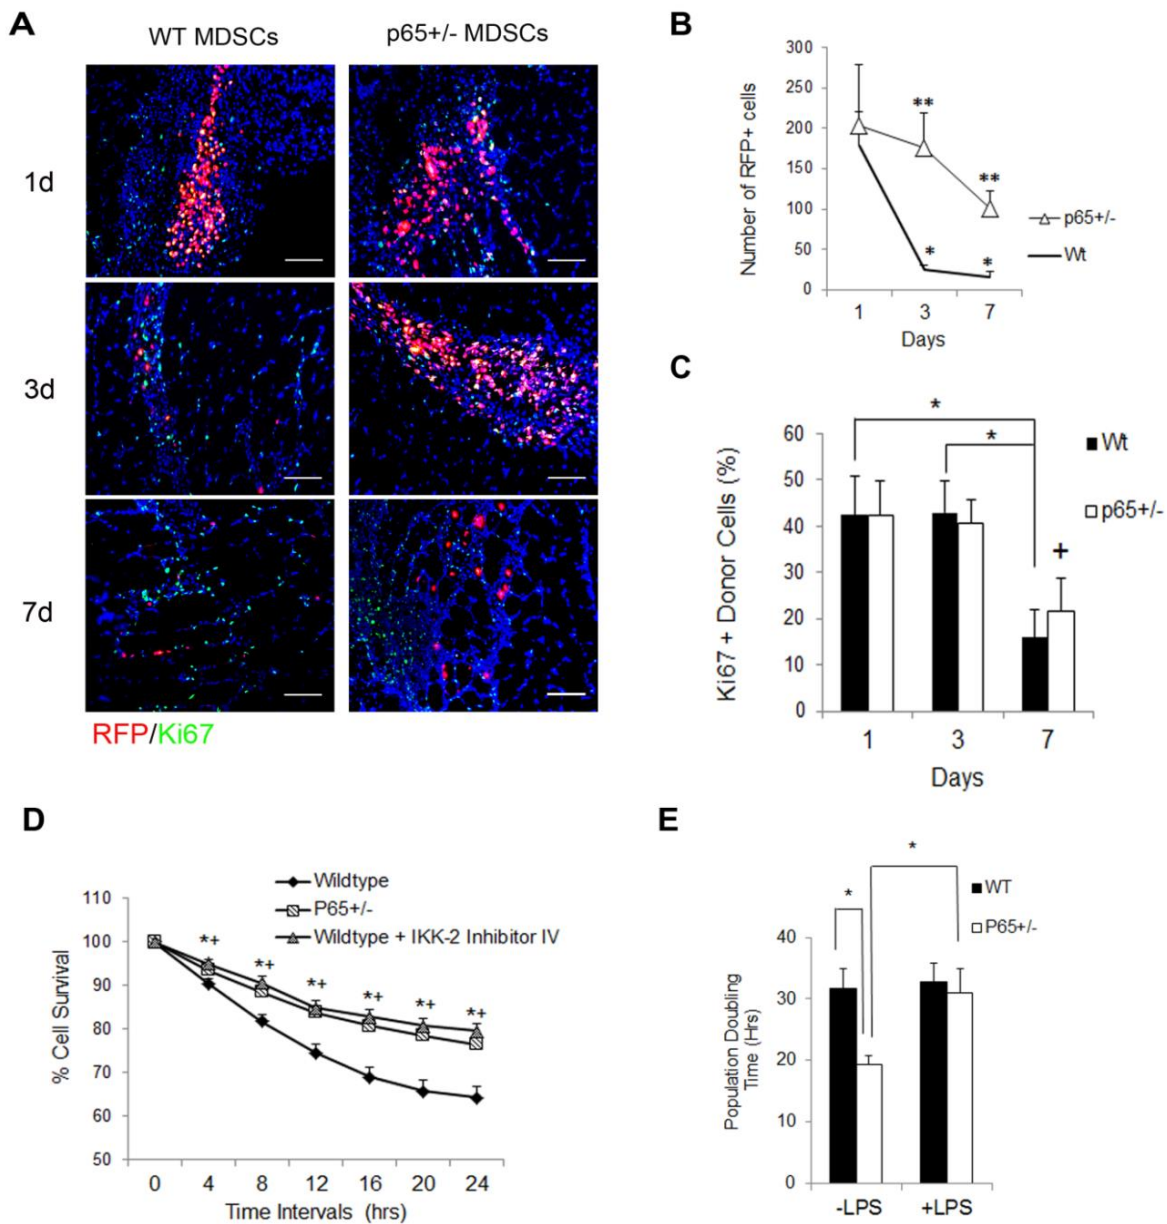 A
WT MDSCs
p65+/- MDSCs
1d
3d
7d
RFP/Ki67
B
Number of RFP+ cells
300
250
200
150
100
50
0
**
**
*
*
p65+/-
Wt
1 3 7
Days
C
Ki67 + Donor Cells (%)
60
50
40
30
20
10
0
*
*
+
Wt
p65+/-
1 3 7
Days
D
Wildtype
P65+/-
Wildtype + IKK-2 Inhibitor IV
% Cell Survival
110
100
90
80
70
60
50
*+ *+ *+ *+ *+ *+
0 4 8 12 16 20 24
Time Intervals (hrs)
E
*
*
WT
P65+/-
Population Doubling
Time (Hrs)
40
30
20
10
0
-LPS +LPS